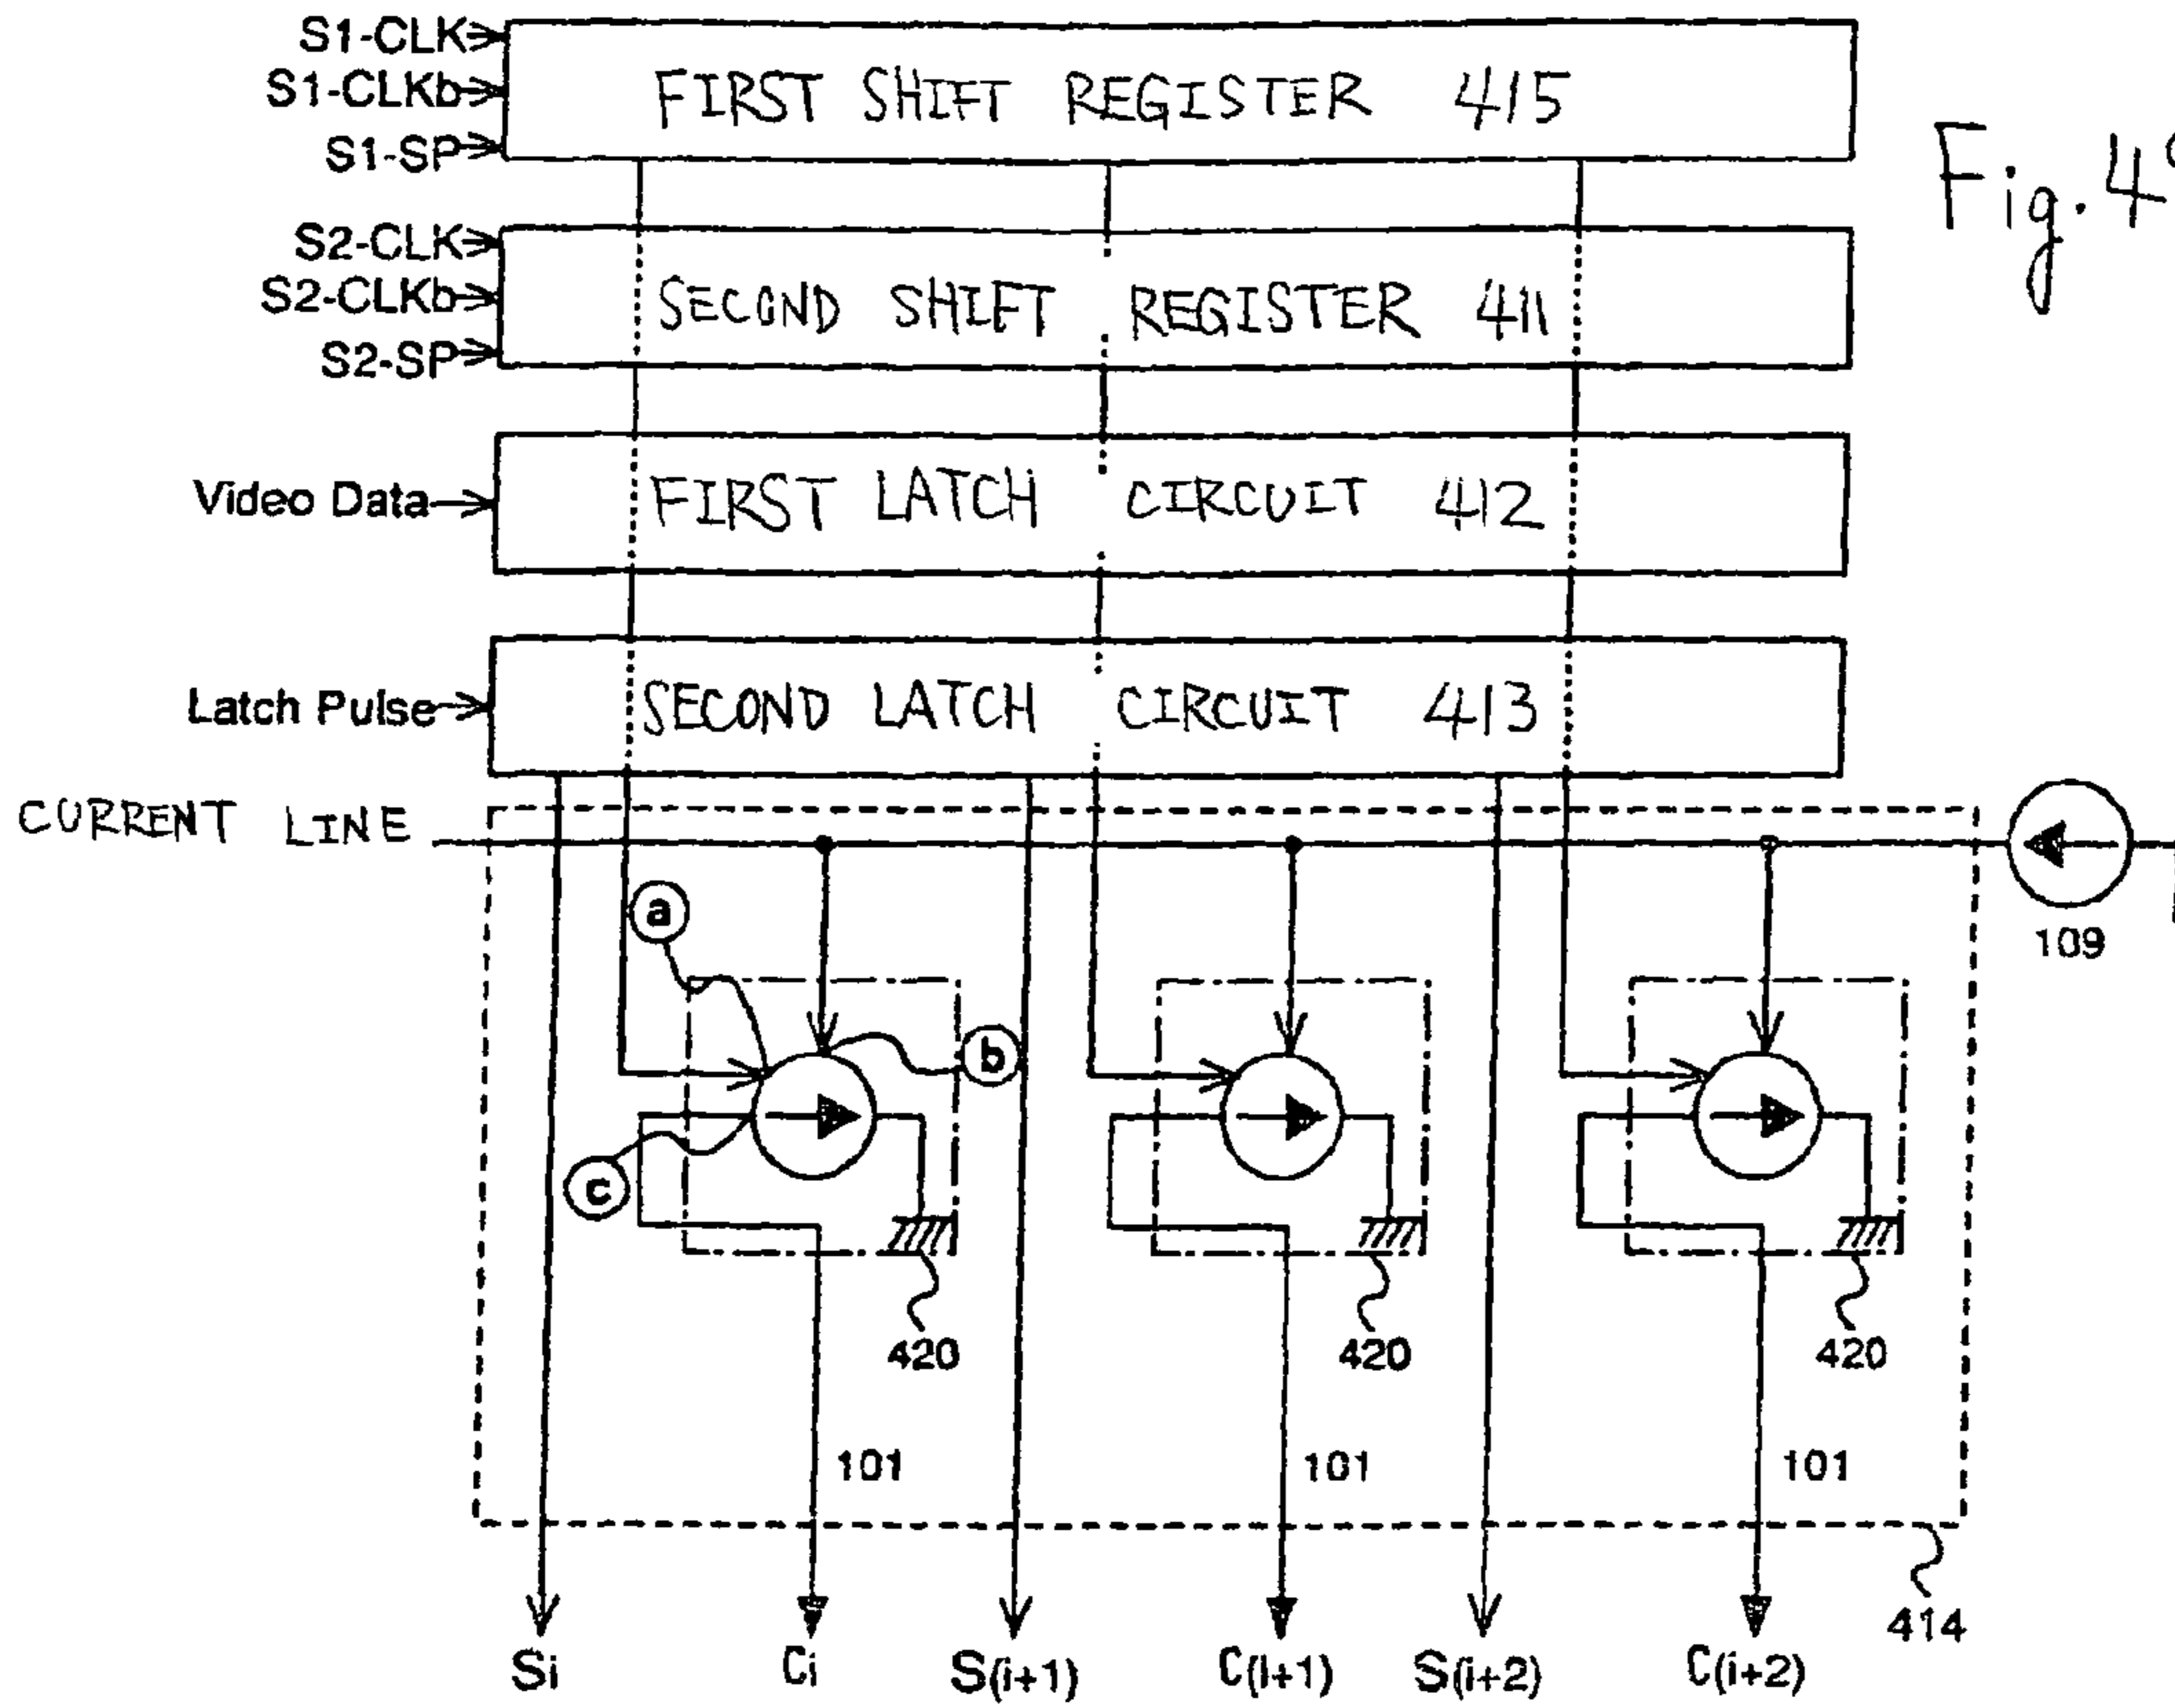 S1-CLK
S1-CLKb
S1-SP
FIRST SHIFT REGISTER 415
Fig. 4
S2-CLK
S2-CLKb
S2-SP
SECOND SHIFT REGISTER 411
Video Data
FIRST LATCH CIRCUIT 412
Latch Pulse
SECOND LATCH CIRCUIT 413
CURRENT LINE
109
a
b
c
420 420 420
101 101 101
414
Si Ci S(i+1) C(i+1) S(i+2) C(i+2)